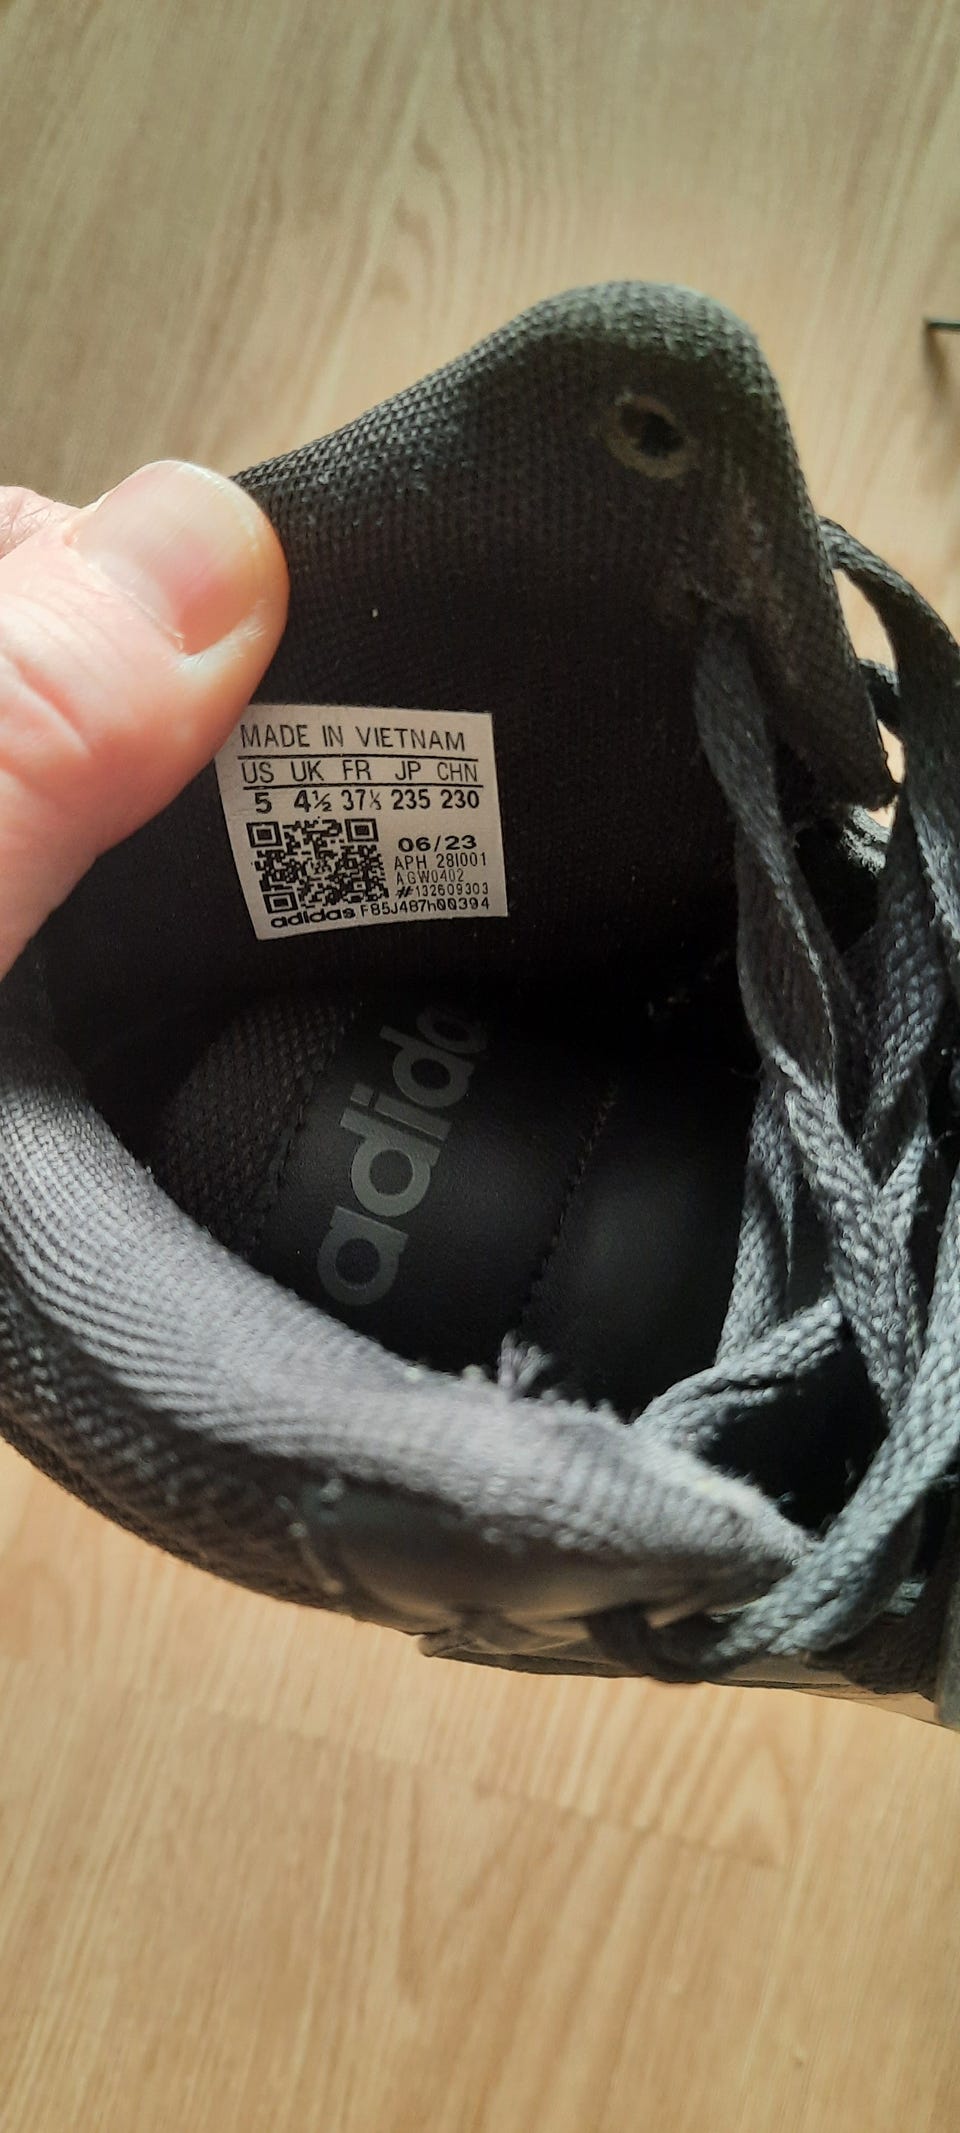 MADE IN VIETNAM
US UK FR JP CHN
5 4½ 37⅓ 235 230
06/23
APH 28I001
AGW0402
#132609303
adidas F85J487h00394
adida